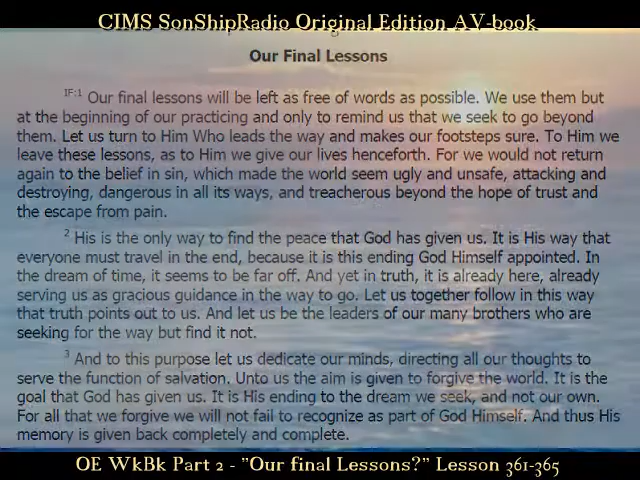 CIMS SonShipRadio Original Edition AV-book
Our Final Lessons
IF:1 Our final lessons will be left as free of words as possible. We use them but
at the beginning of our practicing and only to remind us that we seek to go beyond
them. Let us turn to Him Who leads the way and makes our footsteps sure. To Him we
leave these lessons, as to Him we give our lives henceforth. For we would not return
again to the belief in sin, which made the world seem ugly and unsafe, attacking and
destroying, dangerous in all its ways, and treacherous beyond the hope of trust and
the escape from pain.
2 His is the only way to find the peace that God has given us. It is His way that
everyone must travel in the end, because it is this ending God Himself appointed. In
the dream of time, it seems to be far off. And yet in truth, it is already here, already
serving us as gracious guidance in the way to go. Let us together follow in this way
that truth points out to us. And let us be the leaders of our many brothers who are
seeking for the way but find it not.
3 And to this purpose let us dedicate our minds, directing all our thoughts to
serve the function of salvation. Unto us the aim is given to forgive the world. It is the
goal that God has given us. It is His ending to the dream we seek, and not our own.
For all that we forgive we will not fail to recognize as part of God Himself. And thus His
memory is given back completely and complete.
OE WkBk Part 2 - "Our final Lessons?" Lesson 361-365